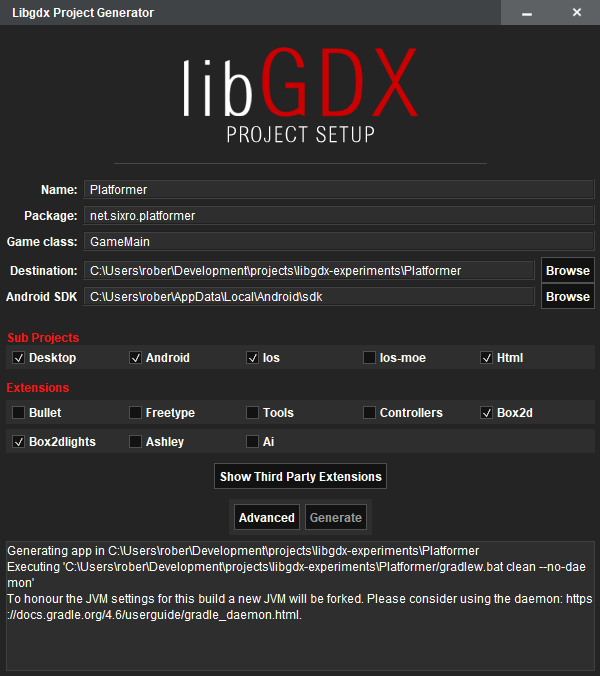 Libgdx Project Generator
libGDX
PROJECT SETUP
Name: Platformer
Package: net.sixro.platformer
Game class: GameMain
Destination: C:\Users\rober\Development\projects\libgdx-experiments\Platformer Browse
Android SDK C:\Users\rober\AppData\Local\Android\sdk Browse
Sub Projects
Desktop Android Ios Ios-moe Html
Extensions
Bullet Freetype Tools Controllers Box2d
Box2dlights Ashley Ai
Show Third Party Extensions
Advanced Generate
Generating app in C:\Users\rober\Development\projects\libgdx-experiments\Platformer
Executing 'C:\Users\rober\Development\projects\libgdx-experiments\Platformer/gradlew.bat clean --no-dae
mon'
To honour the JVM settings for this build a new JVM will be forked. Please consider using the daemon: https
://docs.gradle.org/4.6/userguide/gradle_daemon.html.